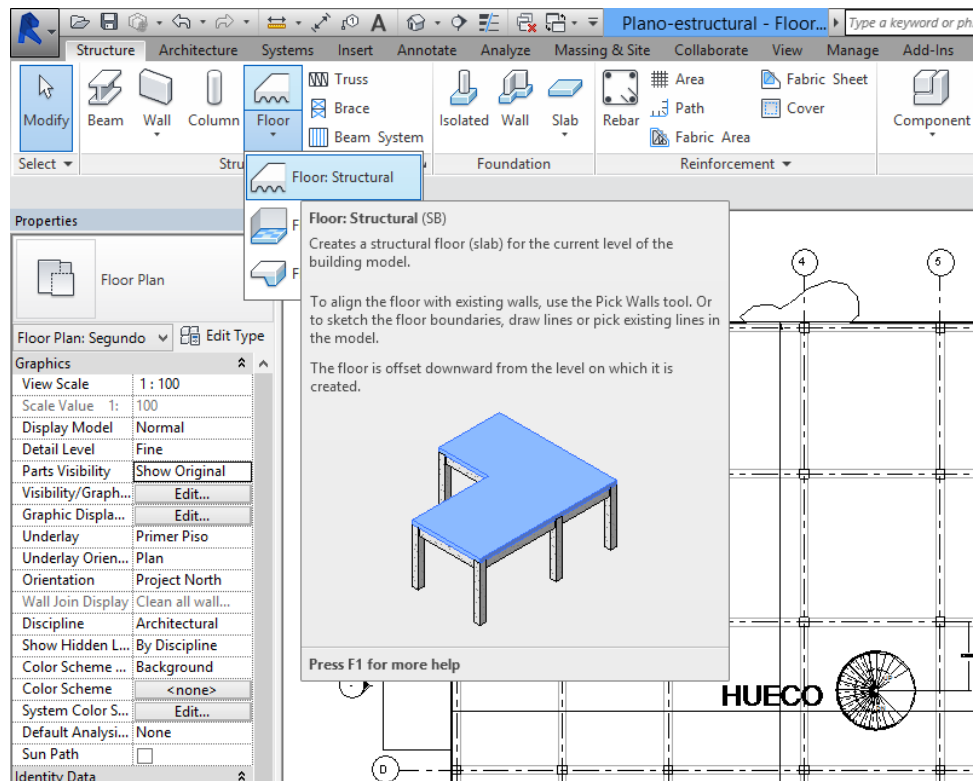 Plano-estructural - Floor...
Type a keyword or ph
Structure Architecture Systems Insert Annotate Analyze Massing & Site Collaborate View Manage Add-Ins
Modify
Beam
Wall
Column
Floor
Truss
Brace
Beam System
Isolated
Wall
Slab
Rebar
Area
Path
Fabric Area
Fabric Sheet
Cover
Component
Select
Stru
Foundation
Reinforcement
Floor: Structural
F
F
Floor: Structural (SB)
Creates a structural floor (slab) for the current level of the
building model.
To align the floor with existing walls, use the Pick Walls tool. Or
to sketch the floor boundaries, draw lines or pick existing lines in
the model.
The floor is offset downward from the level on which it is
created.
Press F1 for more help
Properties
Floor Plan
Floor Plan: Segundo
Edit Type
Graphics
View Scale 1 : 100
Scale Value 1: 100
Display Model Normal
Detail Level Fine
Parts Visibility Show Original
Visibility/Graph... Edit...
Graphic Displa... Edit...
Underlay Primer Piso
Underlay Orien... Plan
Orientation Project North
Wall Join Display Clean all wall...
Discipline Architectural
Show Hidden L... By Discipline
Color Scheme ... Background
Color Scheme <none>
System Color S... Edit...
Default Analysi... None
Sun Path
Identity Data
4
5
HUECO
D